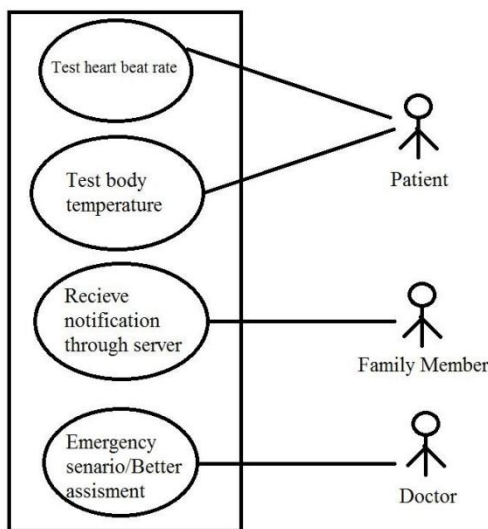 Test heart beat rate
Patient
Test body
temperature
Recieve
notification
through server
Family Member
Emergency
senario/Better
assisment
Doctor